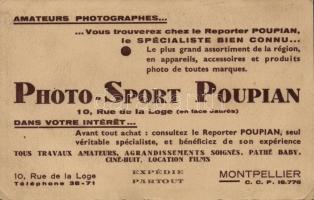 AMATEURS PHOTOGRAPHES...
...Vous trouverez chez le Reporter POUPIAN,
le SPÉCIALISTE BIEN CONNU...
Le plus grand assortiment de la région,
en appareils, accessoires et produits
photo de toutes marques.
PHOTO-SPORT POUPIAN
10, Rue de la Loge (en face Jaurès)
DANS VOTRE INTÉRÊT...
Avant tout achat : consultez le Reporter POUPIAN, seul
véritable spécialiste, et bénéficiez de son expérience
TOUS TRAVAUX AMATEURS, AGRANDISSEMENTS SOIGNÉS, PATHÉ BABY,
CINÉ-HUIT, LOCATION FILMS
10, Rue de la Loge EXPÉDIE MONTPELLIER
Téléphone 38-71 PARTOUT C. C. P. 16.776